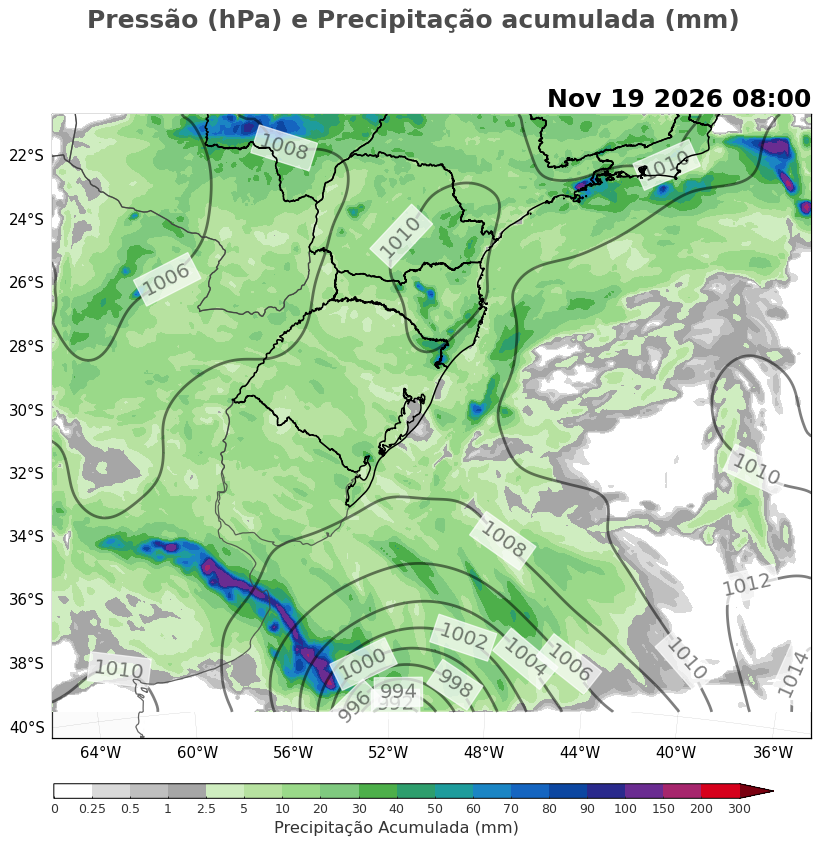 Pressão (hPa) e Precipitação acumulada (mm)
Nov 19 2026 08:00
22°S
24°S
26°S
28°S
30°S
32°S
34°S
36°S
38°S
40°S
1008
1010
1010
1006
1010
1008
1012
1002
1004
1006
1010
1014
1000
998
996
994
992
1010
64°W 60°W 56°W 52°W 48°W 44°W 40°W 36°W
0 0.25 0.5 1 2.5 5 10 20 30 40 50 60 70 80 90 100 150 200 300
Precipitação Acumulada (mm)